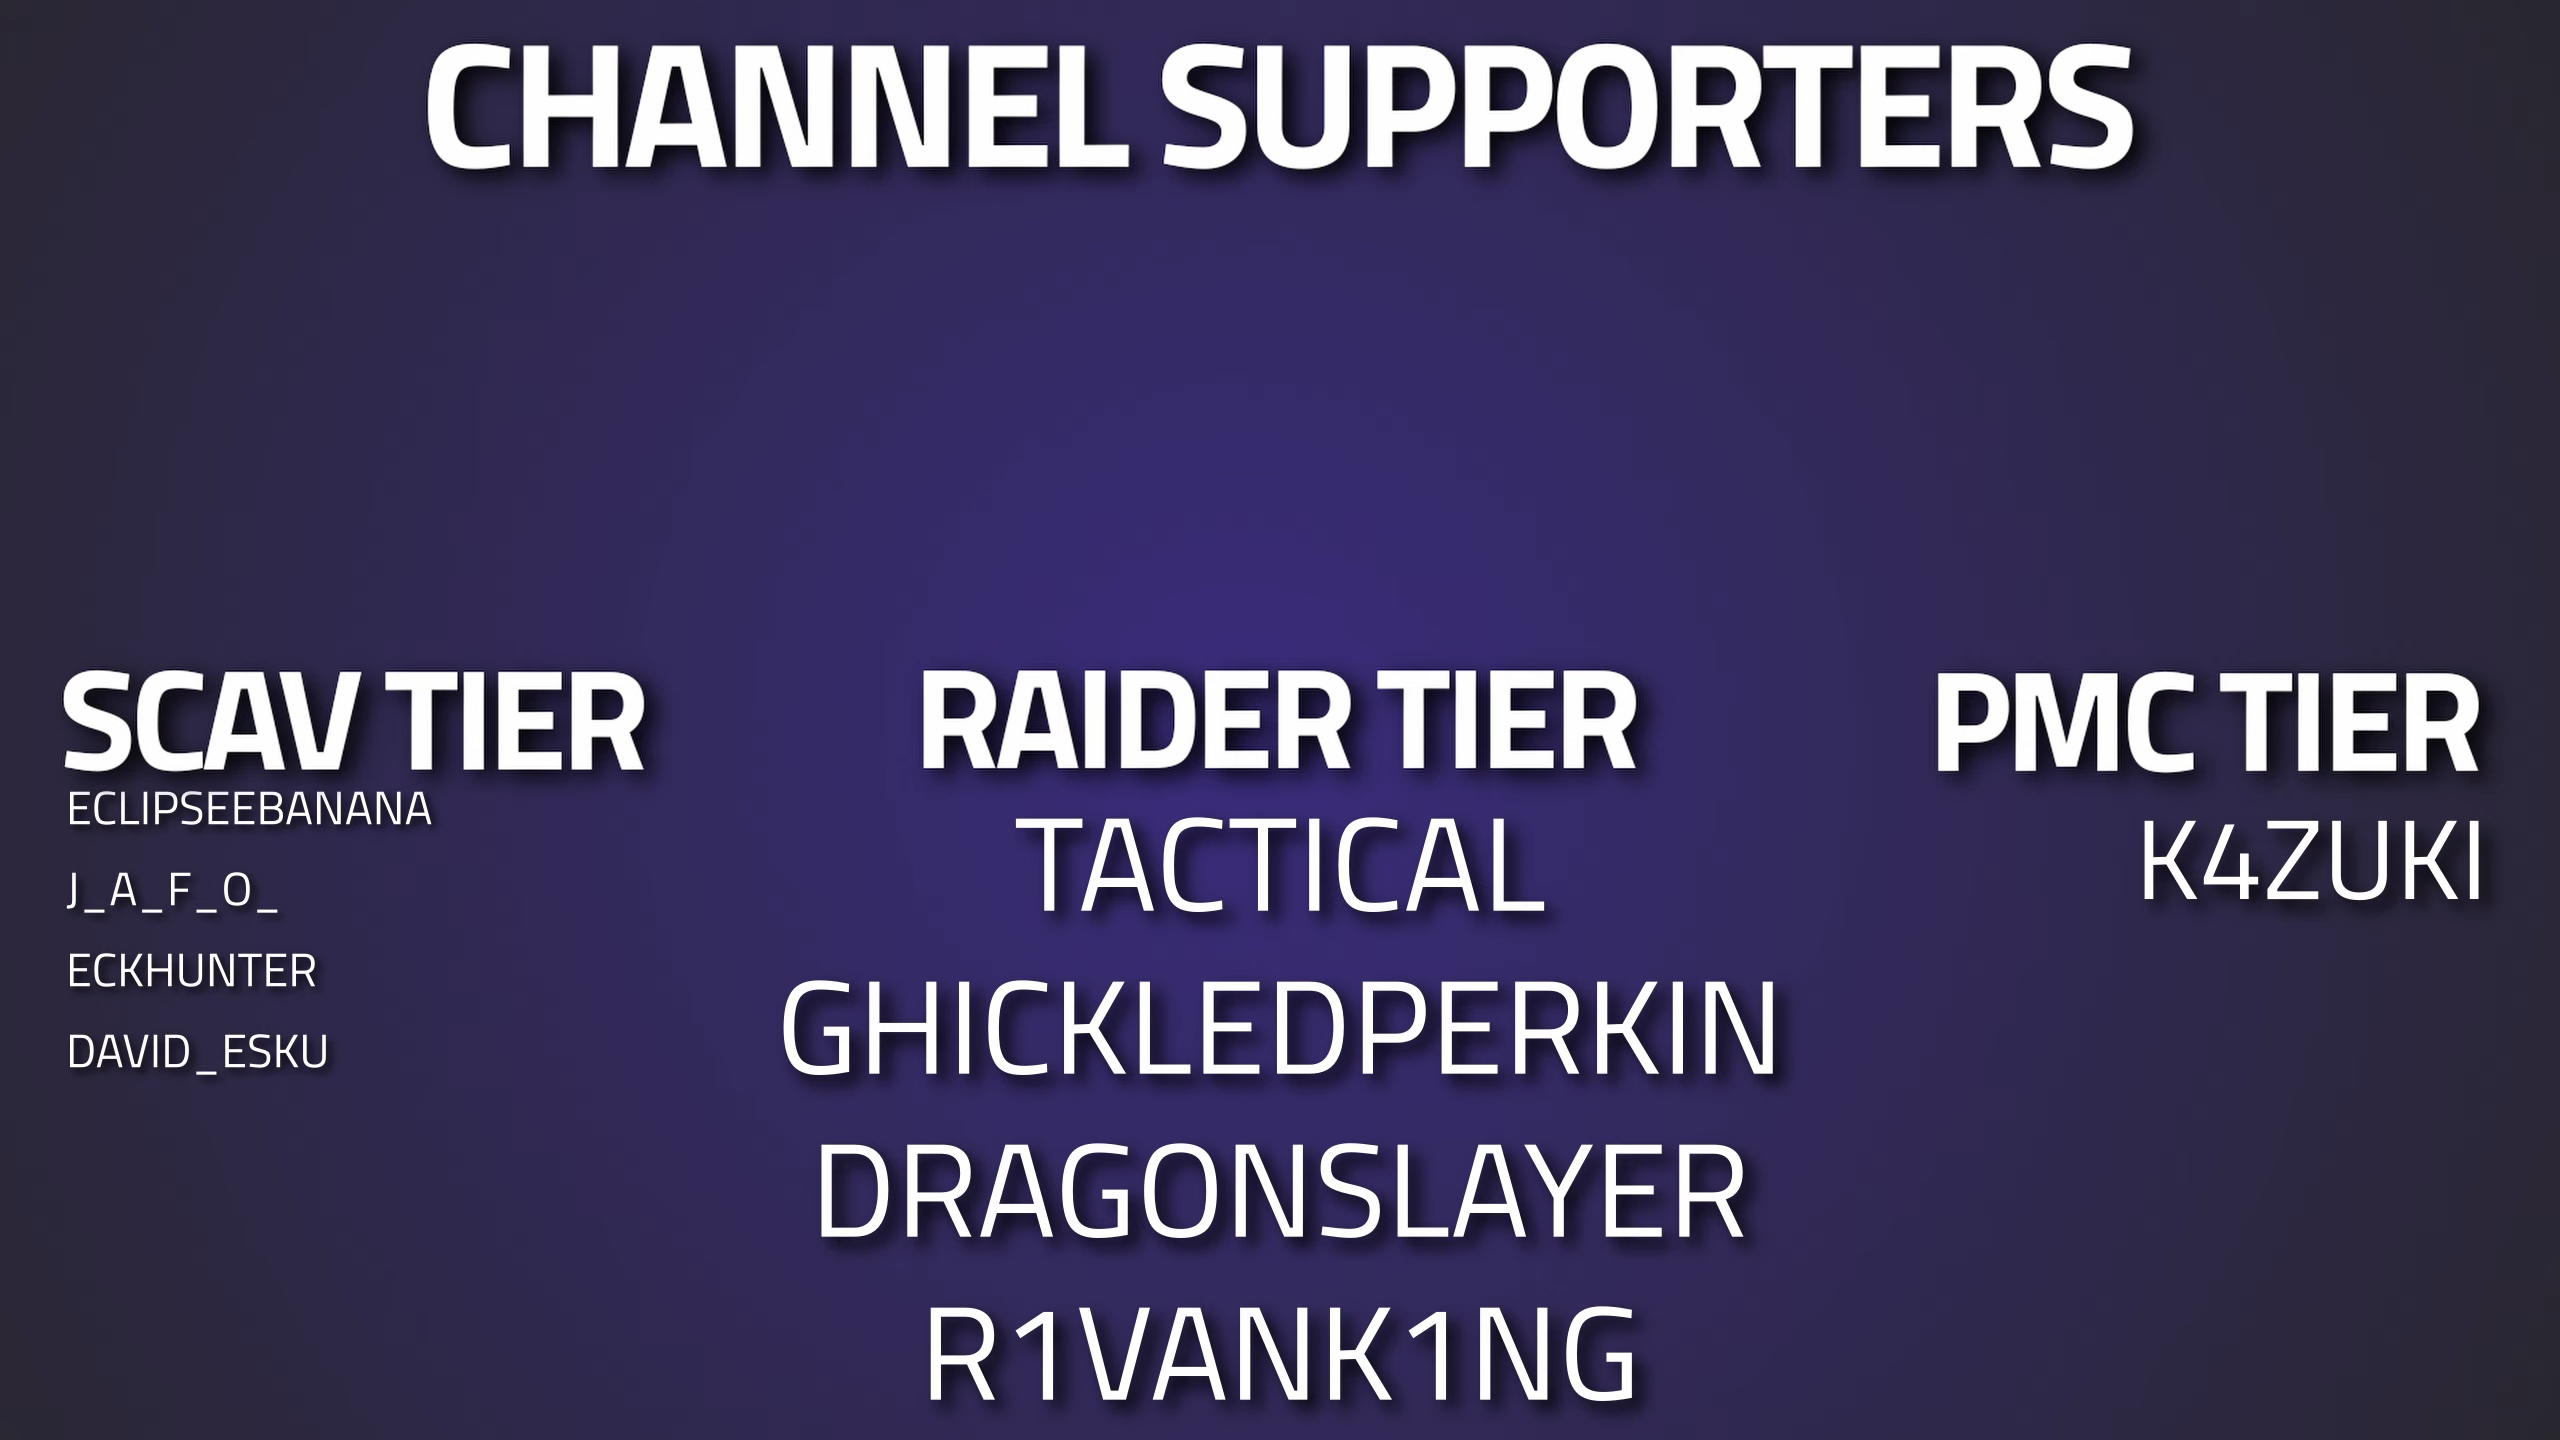 CHANNEL SUPPORTERS
SCAV TIER
ECLIPSEEBANANA
J_A_F_O_
ECKHUNTER
DAVID_ESKU
RAIDER TIER
TACTICAL
GHICKLEDPERKIN
DRAGONSLAYER
R1VANK1NG
PMC TIER
K4ZUKI